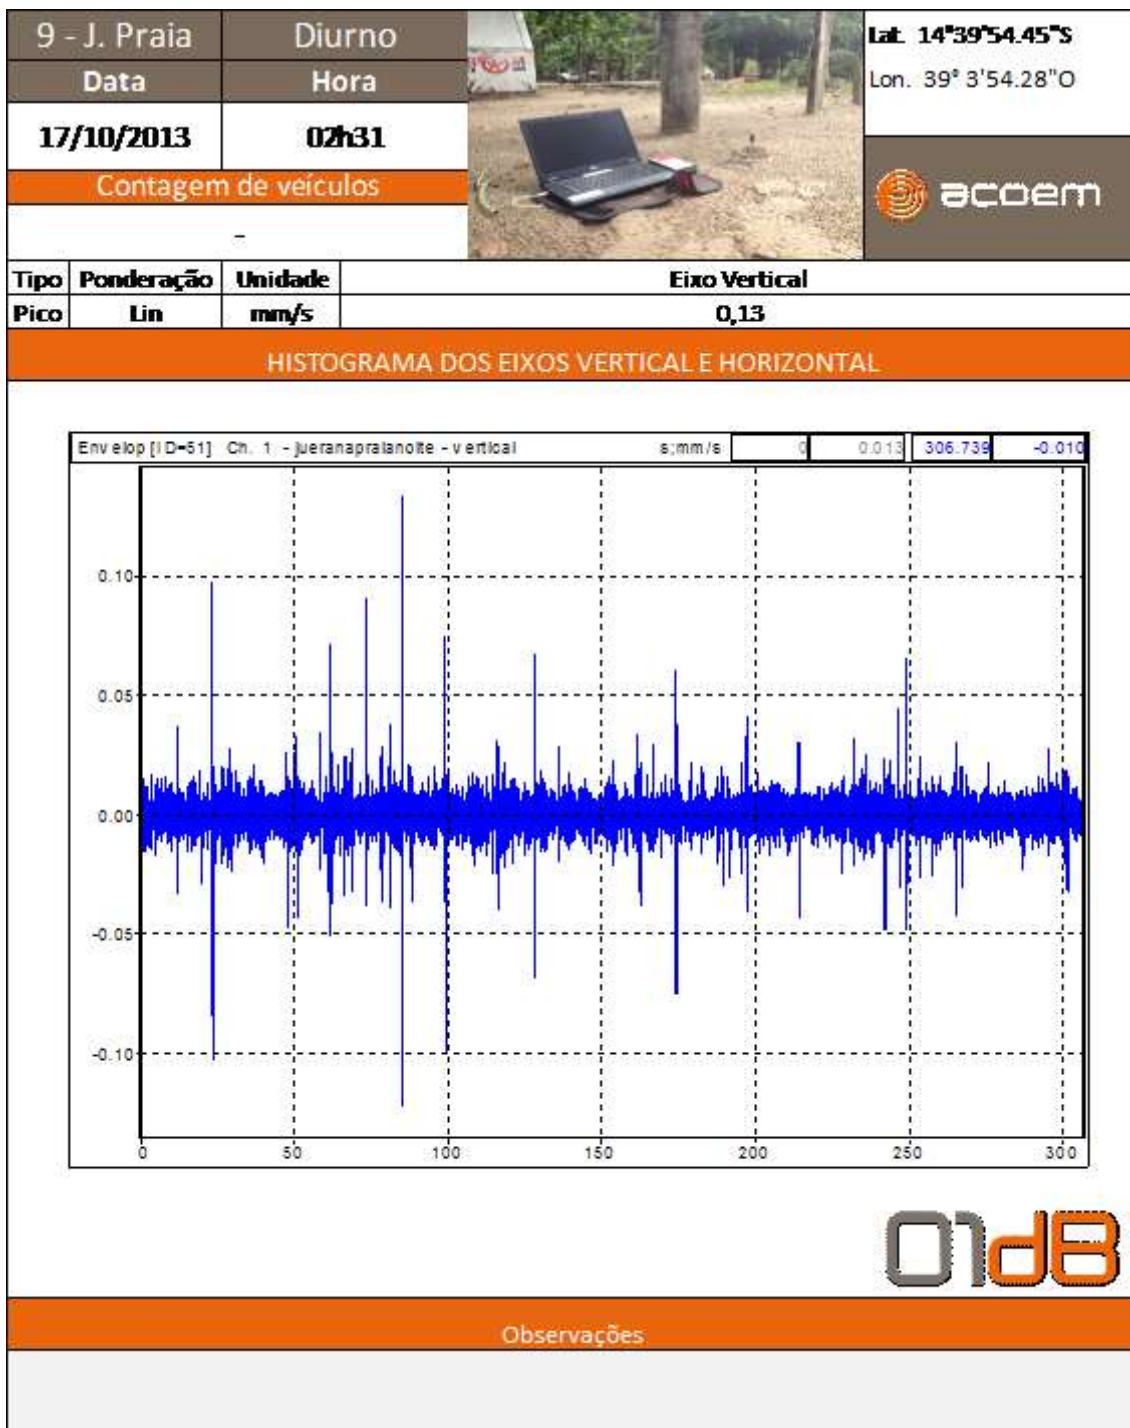 9 - J. Praia
Diurno
Lat. 14°39'54.45"S
Data
Hora
Lon. 39° 3'54.28"O
17/10/2013
02h31
Contagem de veículos
acoem
-
Tipo Ponderação Unidade Eixo Vertical
Pico Lin mm/s 0,13
HISTOGRAMA DOS EIXOS VERTICAL E HORIZONTAL
Envelop [ID=51] Ch. 1 - jueranapraianoite - vertical s;mm/s 0 0.013 306.739 -0.010
0.10
0.05
0.00
-0.05
-0.10
0 50 100 150 200 250 300
01dB
Observações